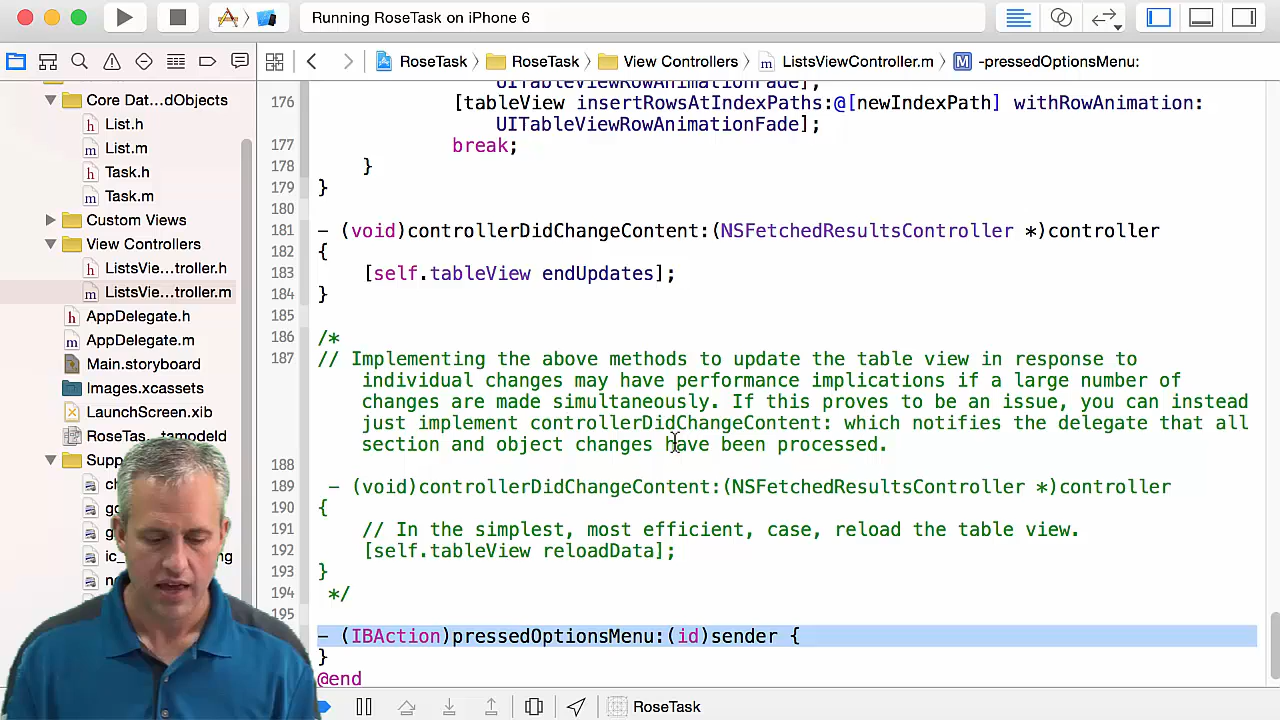 Running RoseTask on iPhone 6
RoseTask
RoseTask
View Controllers
ListsViewController.m
M
-pressedOptionsMenu:
Core Dat...dObjects
h List.h
m List.m
h Task.h
m Task.m
Custom Views
View Controllers
h ListsVie...troller.h
m ListsVie...troller.m
h AppDelegate.h
m AppDelegate.m
Main.storyboard
Images.xcassets
LaunchScreen.xib
RoseTas...tamodeld
UITableViewRowAnimationFade];
176 [tableView insertRowsAtIndexPaths:@[newIndexPath] withRowAnimation:
UITableViewRowAnimationFade];
177 break;
178 }
179 }
180
181 - (void)controllerDidChangeContent:(NSFetchedResultsController *)controller
182 {
183 [self.tableView endUpdates];
184 }
185
186 /*
187 // Implementing the above methods to update the table view in response to
individual changes may have performance implications if a large number of
changes are made simultaneously. If this proves to be an issue, you can instead
just implement controllerDidChangeContent: which notifies the delegate that all
section and object changes have been processed.
188
189 - (void)controllerDidChangeContent:(NSFetchedResultsController *)controller
190 {
191 // In the simplest, most efficient, case, reload the table view.
192 [self.tableView reloadData];
193 }
194 */
195
- (IBAction)pressedOptionsMenu:(id)sender {
}
@end
RoseTask